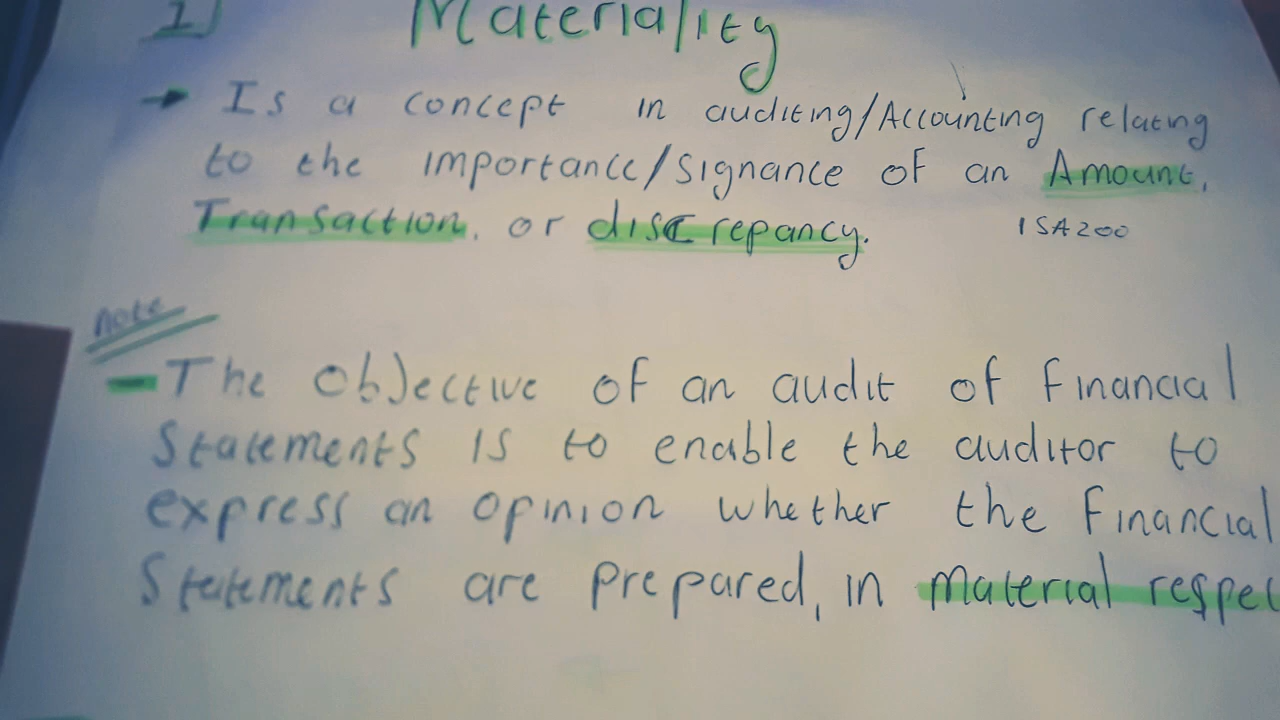 1) Materiality
→ Is a concept in auditing/Accounting relating
to the importance/signance of an Amount,
Transaction, or discrepancy. ISA200
note
- The objective of an audit of financial
Statements is to enable the auditor to
express an opinion whether the financial
Statements are prepared, in material respec